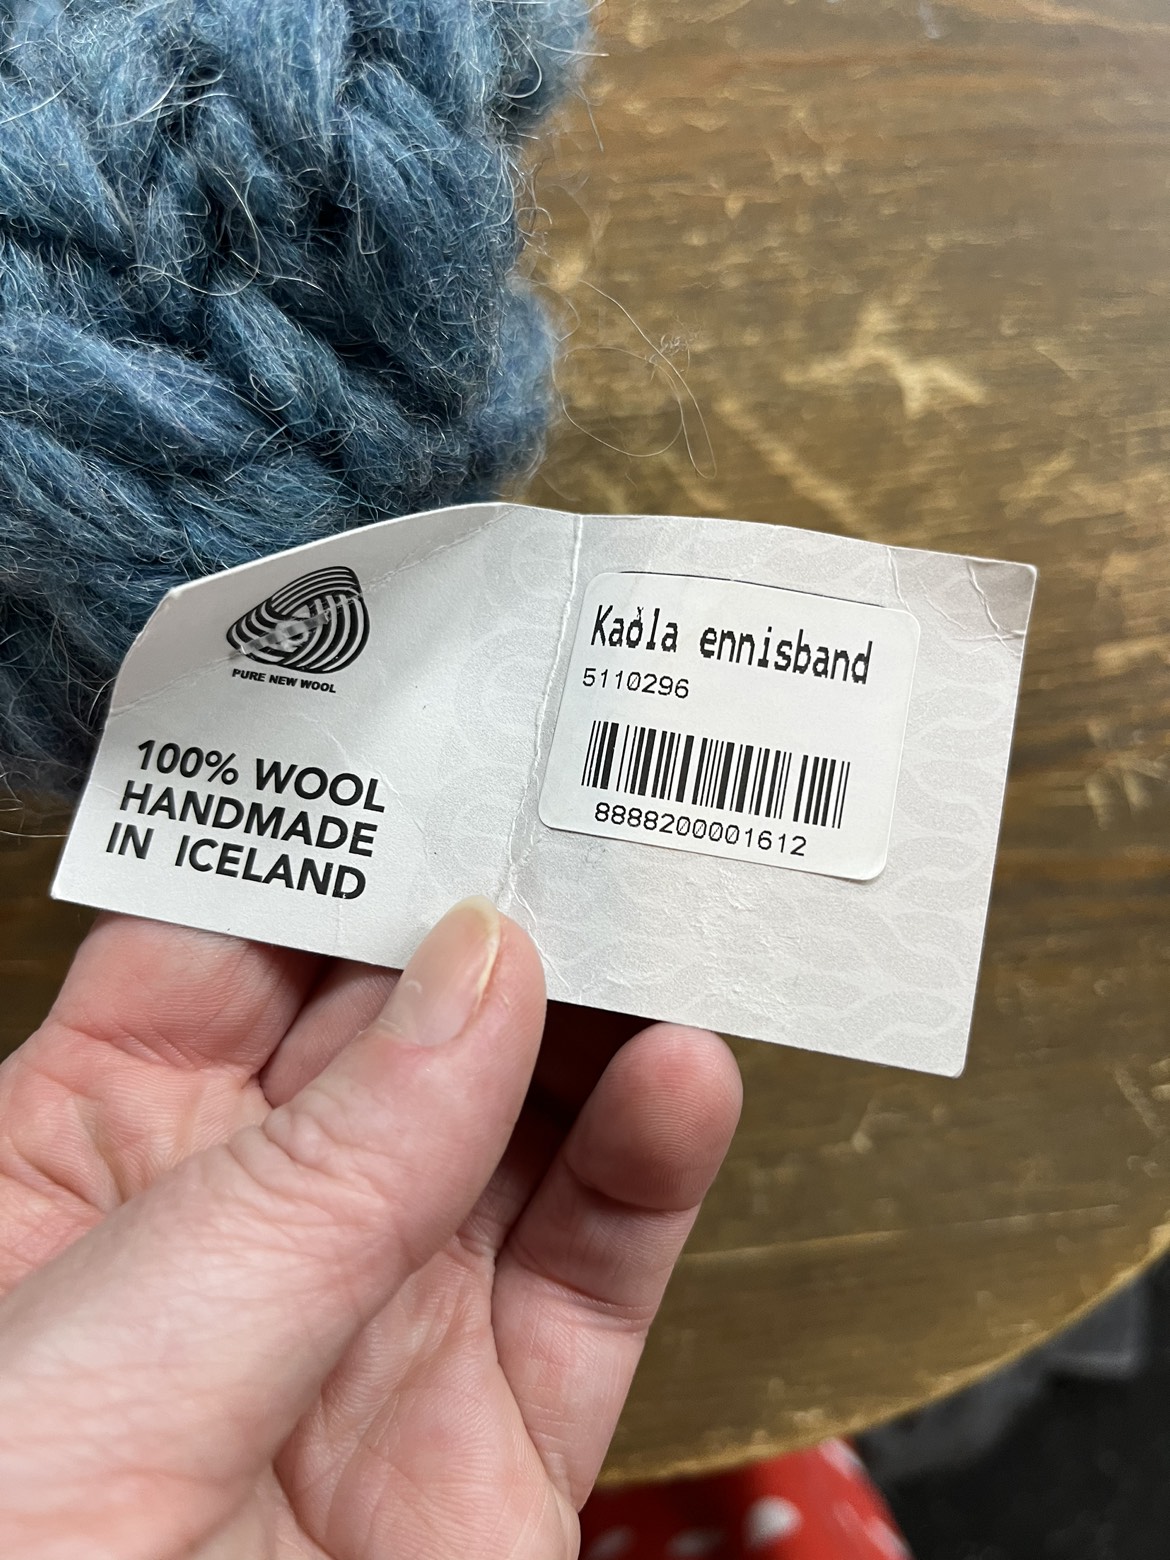 PURE NEW WOOL
100% WOOL
HANDMADE
IN ICELAND
Kaðla ennisband
5110296
8888200001612